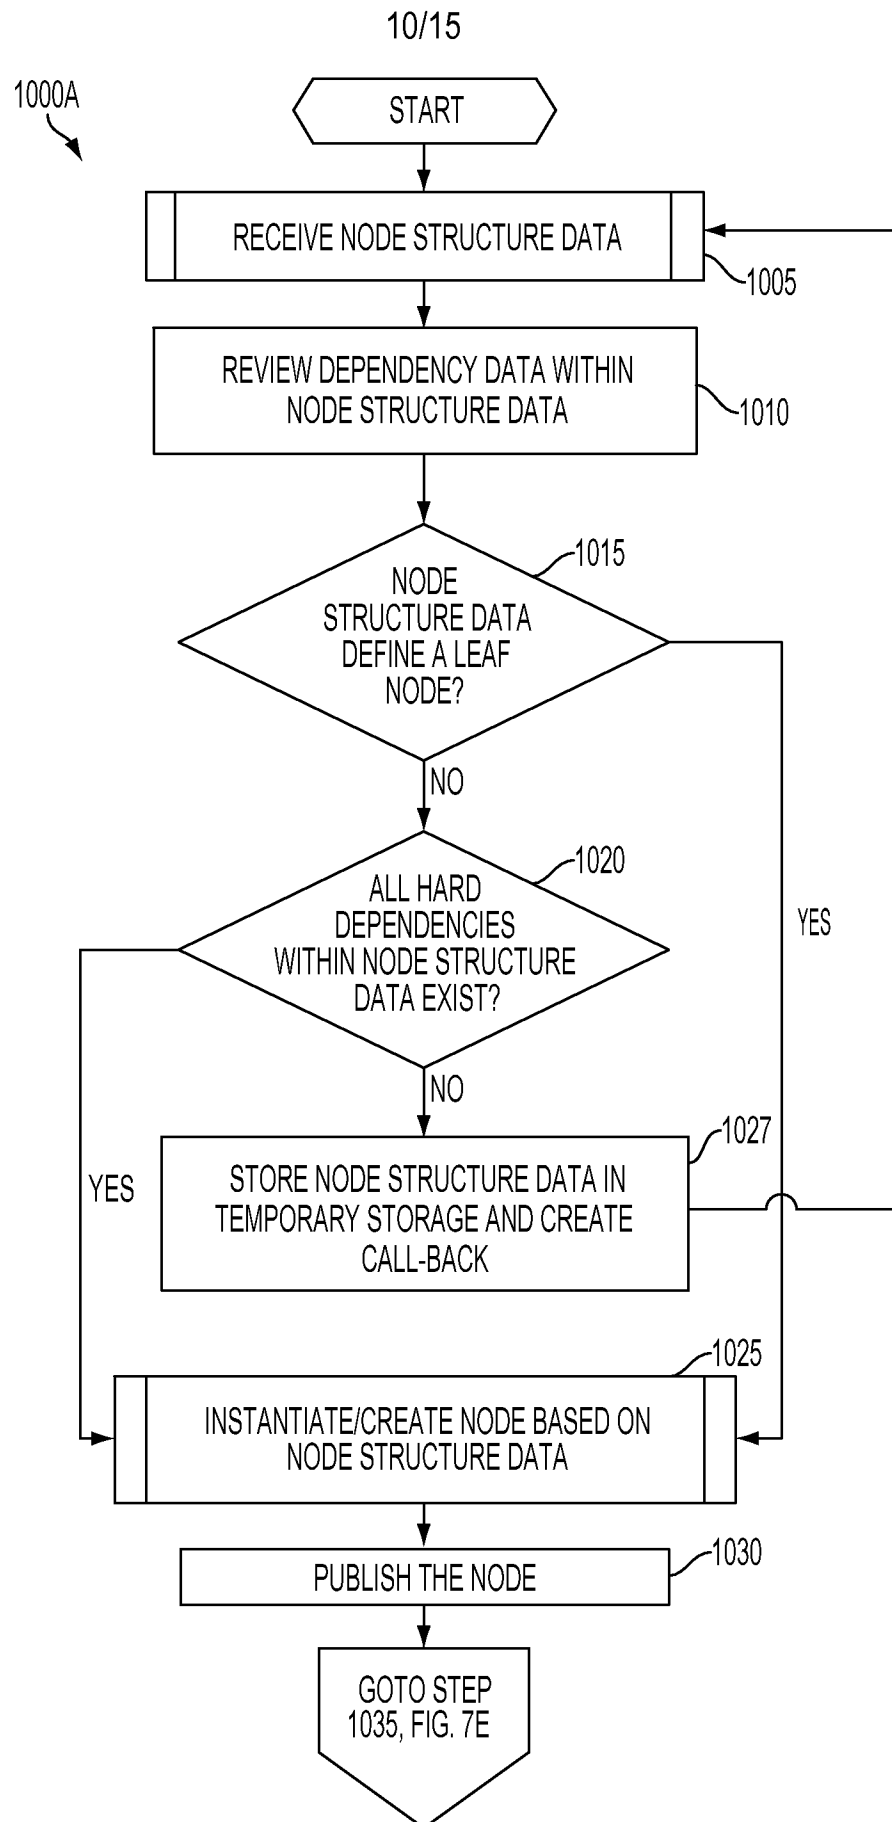 10/15
1000A
START
RECEIVE NODE STRUCTURE DATA
1005
REVIEW DEPENDENCY DATA WITHIN
NODE STRUCTURE DATA
1010
1015
NODE
STRUCTURE DATA
DEFINE A LEAF
NODE?
NO
1020
ALL HARD
DEPENDENCIES
WITHIN NODE STRUCTURE
DATA EXIST?
YES
NO
1027
YES
STORE NODE STRUCTURE DATA IN
TEMPORARY STORAGE AND CREATE
CALL-BACK
1025
INSTANTIATE/CREATE NODE BASED ON
NODE STRUCTURE DATA
1030
PUBLISH THE NODE
GOTO STEP
1035, FIG. 7E